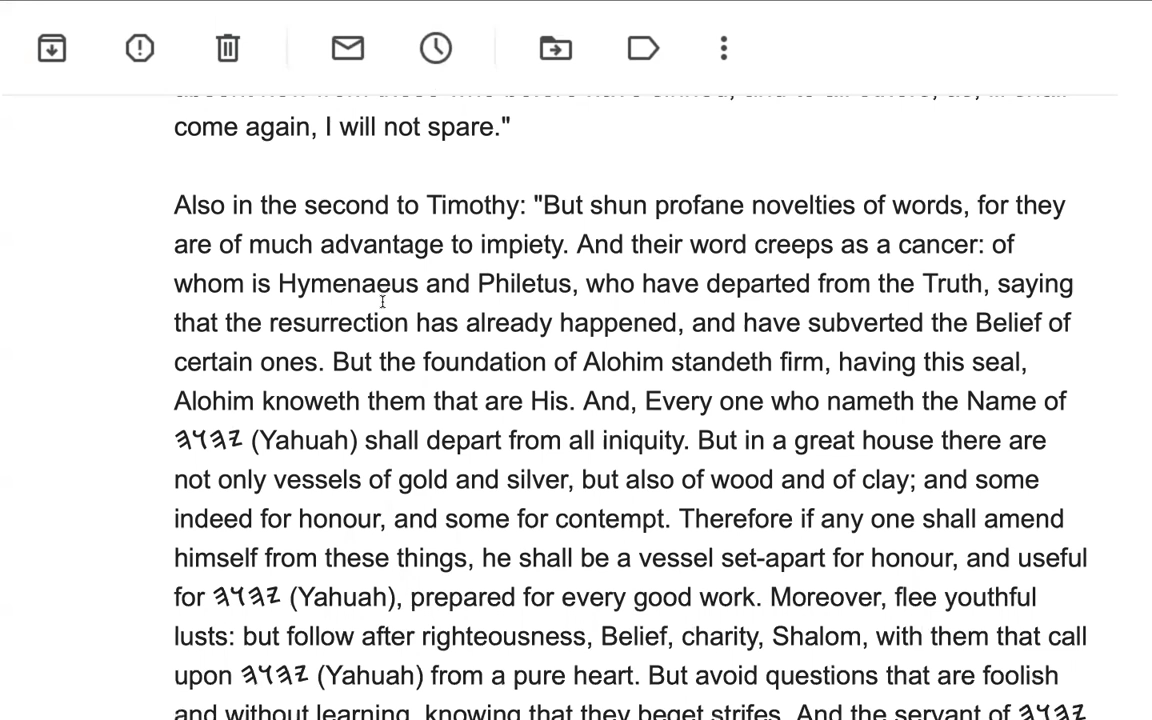 come again, I will not spare."
Also in the second to Timothy: "But shun profane novelties of words, for they
are of much advantage to impiety. And their word creeps as a cancer: of
whom is Hymenaeus and Philetus, who have departed from the Truth, saying
that the resurrection has already happened, and have subverted the Belief of
certain ones. But the foundation of Alohim standeth firm, having this seal,
Alohim knoweth them that are His. And, Every one who nameth the Name of
𐤉𐤄𐤅𐤄 (Yahuah) shall depart from all iniquity. But in a great house there are
not only vessels of gold and silver, but also of wood and of clay; and some
indeed for honour, and some for contempt. Therefore if any one shall amend
himself from these things, he shall be a vessel set-apart for honour, and useful
for 𐤉𐤄𐤅𐤄 (Yahuah), prepared for every good work. Moreover, flee youthful
lusts: but follow after righteousness, Belief, charity, Shalom, with them that call
upon 𐤉𐤄𐤅𐤄 (Yahuah) from a pure heart. But avoid questions that are foolish
and without learning, knowing that they beget strifes. And the servant of 𐤉𐤄𐤅𐤄